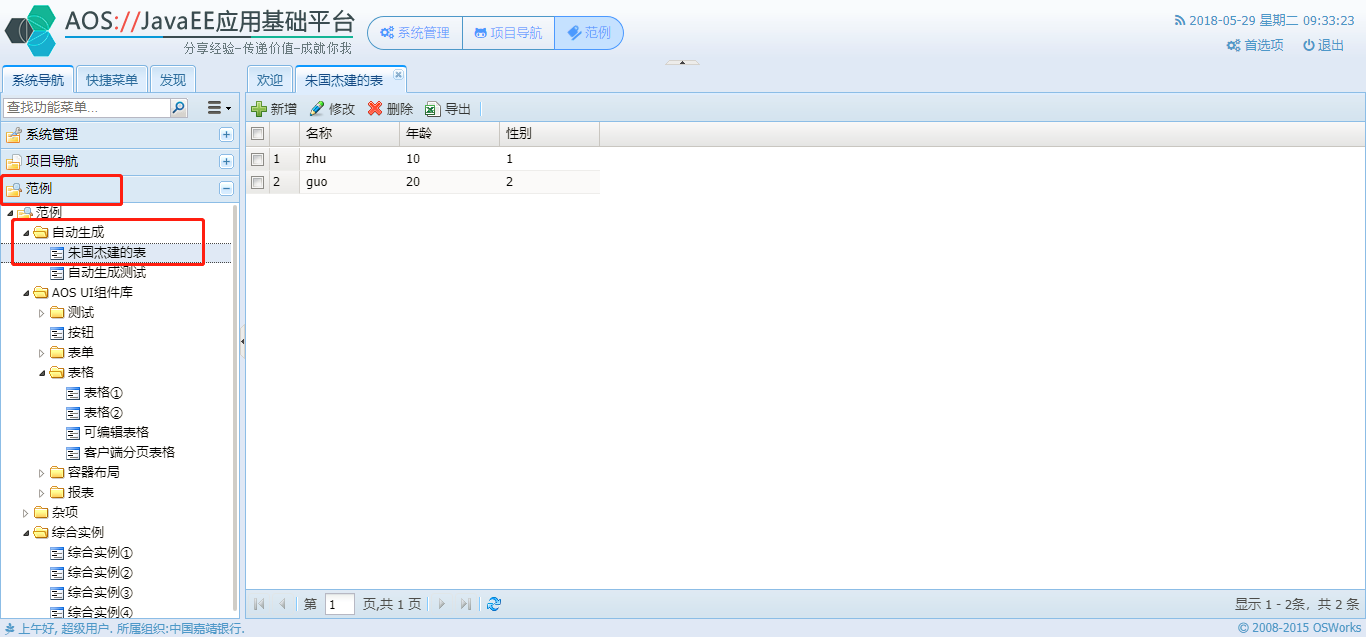 AOS://JavaEE应用基础平台
分享经验-传递价值-成就你我
系统管理 项目导航 范例
2018-05-29 星期二 09:33:23
首选项 退出
系统导航 快捷菜单 发现
欢迎 朱国杰建的表
查找功能菜单...
新增 修改 删除 导出
系统管理
项目导航
范例
范例
自动生成
朱国杰建的表
自动生成测试
AOS UI组件库
测试
按钮
表单
表格
表格①
表格②
可编辑表格
客户端分页表格
容器布局
报表
杂项
综合实例
综合实例①
综合实例②
综合实例③
综合实例④
名称 年龄 性别
1 zhu 10 1
2 guo 20 2
第 1 页,共 1 页
显示 1 - 2条，共 2 条
上午好, 超级用户. 所属组织:中国嘉靖银行.
© 2008-2015 OSWorks